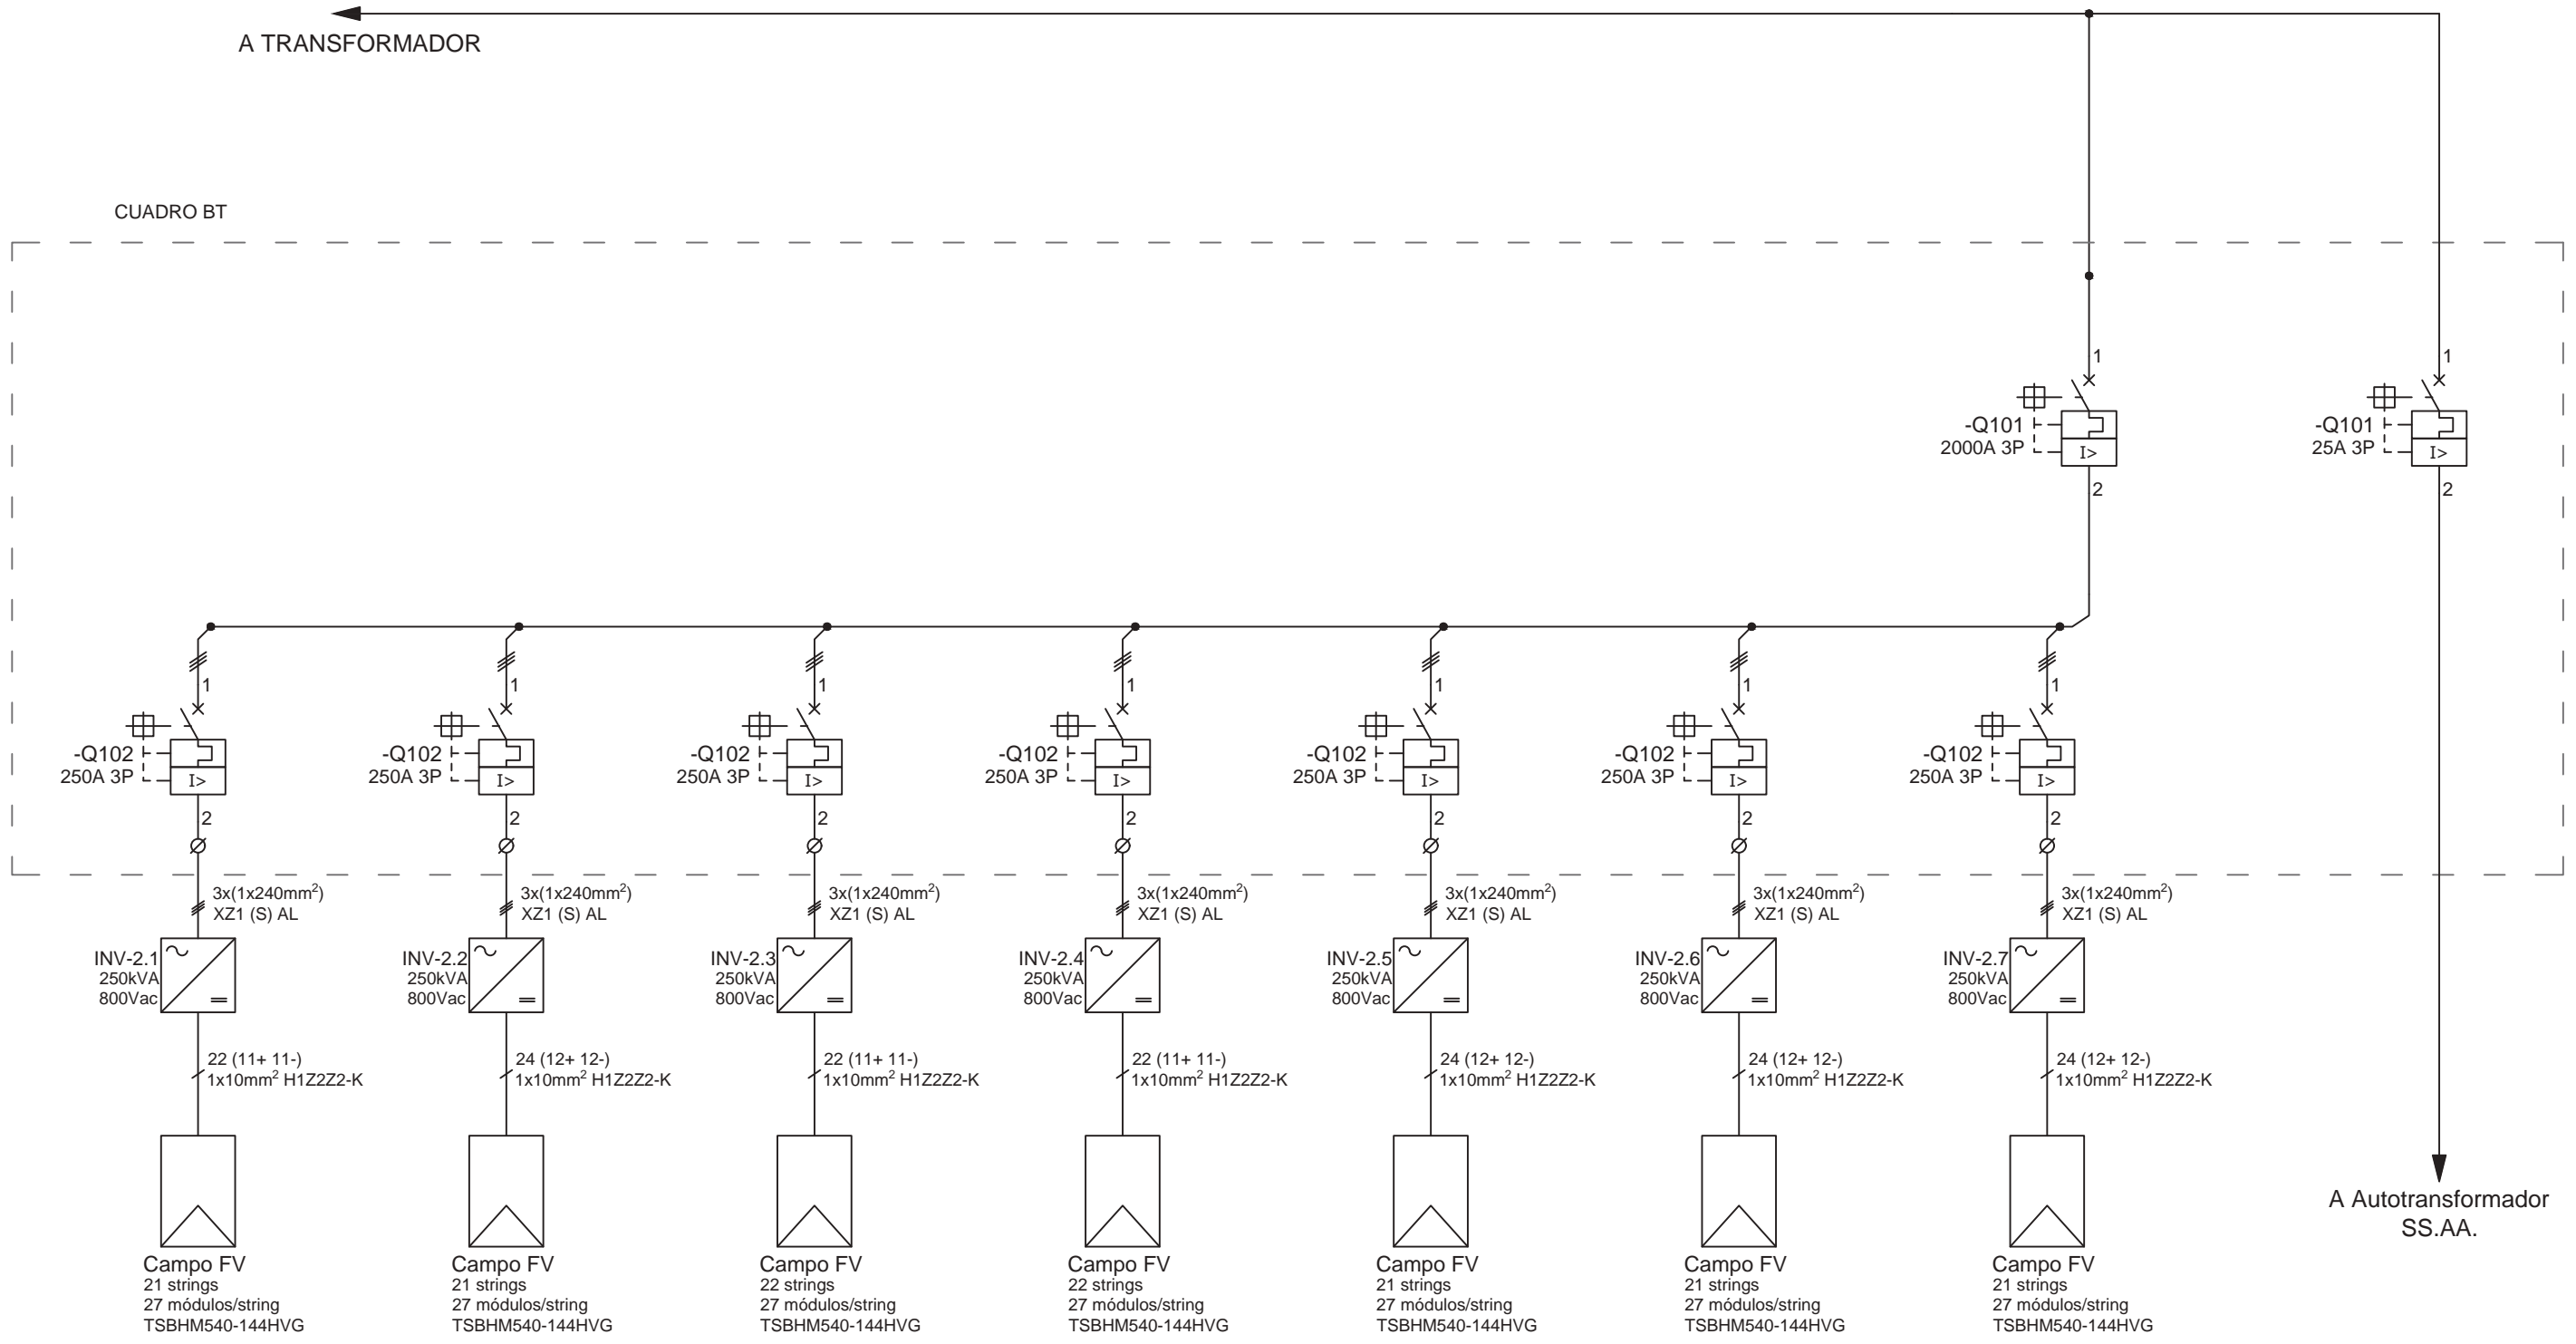 A TRANSFORMADOR
CUADRO BT
1
-Q101
2000A 3P
I>
2
1
-Q101
25A 3P
I>
2
1
-Q102
250A 3P
I>
2
1
-Q102
250A 3P
I>
2
1
-Q102
250A 3P
I>
2
1
-Q102
250A 3P
I>
2
1
-Q102
250A 3P
I>
2
1
-Q102
250A 3P
I>
2
1
-Q102
250A 3P
I>
2
3x(1x240mm²)
XZ1 (S) AL
INV-2.1
250kVA
800Vac
22 (11+ 11-)
1x10mm² H1Z2Z2-K
Campo FV
21 strings
27 módulos/string
TSBHM540-144HVG
3x(1x240mm²)
XZ1 (S) AL
INV-2.2
250kVA
800Vac
24 (12+ 12-)
1x10mm² H1Z2Z2-K
Campo FV
21 strings
27 módulos/string
TSBHM540-144HVG
3x(1x240mm²)
XZ1 (S) AL
INV-2.3
250kVA
800Vac
22 (11+ 11-)
1x10mm² H1Z2Z2-K
Campo FV
22 strings
27 módulos/string
TSBHM540-144HVG
3x(1x240mm²)
XZ1 (S) AL
INV-2.4
250kVA
800Vac
22 (11+ 11-)
1x10mm² H1Z2Z2-K
Campo FV
22 strings
27 módulos/string
TSBHM540-144HVG
3x(1x240mm²)
XZ1 (S) AL
INV-2.5
250kVA
800Vac
24 (12+ 12-)
1x10mm² H1Z2Z2-K
Campo FV
21 strings
27 módulos/string
TSBHM540-144HVG
3x(1x240mm²)
XZ1 (S) AL
INV-2.6
250kVA
800Vac
24 (12+ 12-)
1x10mm² H1Z2Z2-K
Campo FV
21 strings
27 módulos/string
TSBHM540-144HVG
3x(1x240mm²)
XZ1 (S) AL
INV-2.7
250kVA
800Vac
24 (12+ 12-)
1x10mm² H1Z2Z2-K
Campo FV
21 strings
27 módulos/string
TSBHM540-144HVG
A Autotransformador
SS.AA.